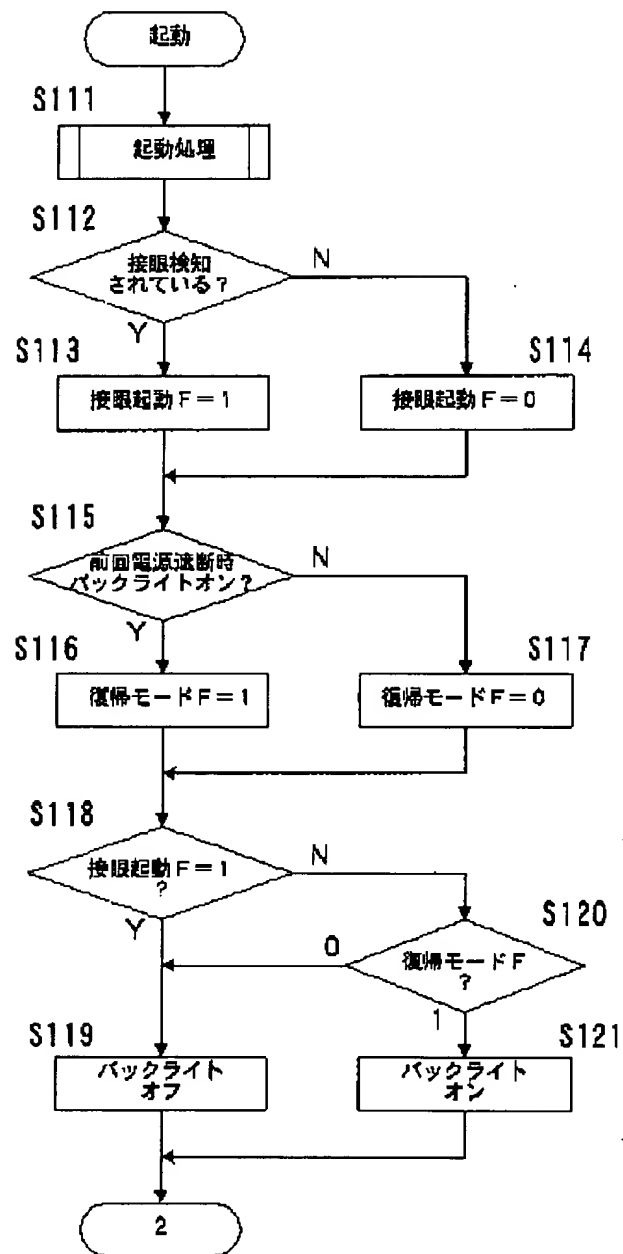 起動
S111
起動処理
S112
接眼検知
されている?
N
Y
S113
接眼起動F=1
S114
接眼起動F=0
S115
前回電源遮断時
バックライトオン?
N
Y
S116
復帰モードF=1
S117
復帰モードF=0
S118
接眼起動F=1
?
N
Y
S120
復帰モードF
?
0
1
S119
バックライト
オフ
S121
バックライト
オン
2